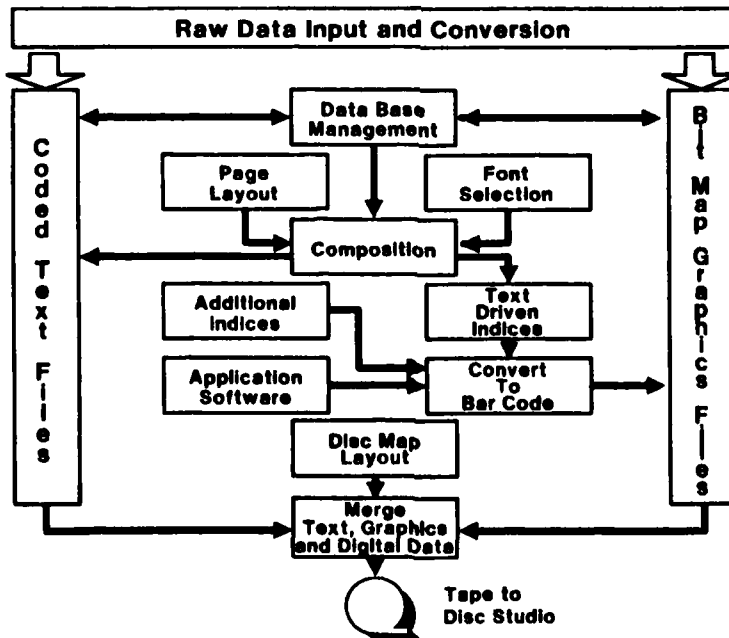 Raw Data Input and Conversion
Coded Text Files
Data Base
Management
Bit Map Graphics Files
Page
Layout
Font
Selection
Composition
Additional
Indices
Text
Driven
Indices
Application
Software
Convert
To
Bar Code
Disc Map
Layout
Merge
Text, Graphics
and Digital Data
Tape to
Disc Studio